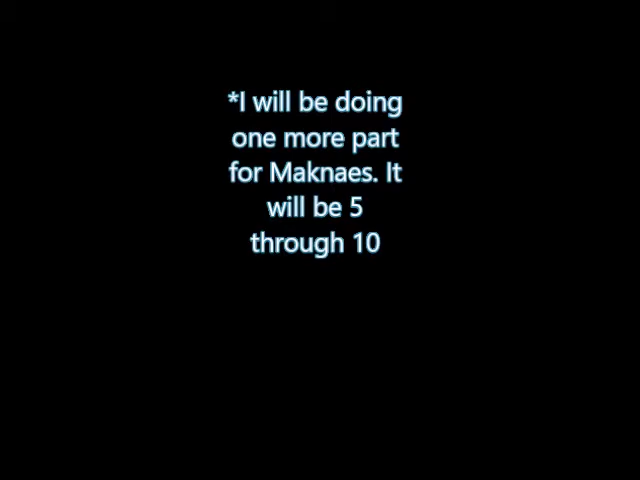 *I will be doing
one more part
for Maknaes. It
will be 5
through 10